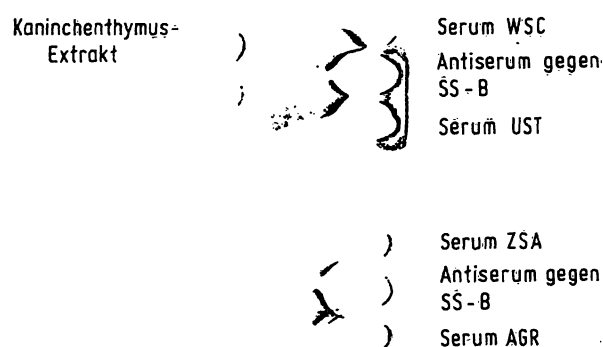 Kaninchenthymus-
Extrakt
Serum WSC
Antiserum gegen
SS-B
Serum UST
Serum ZSA
Antiserum gegen
SS-B
Serum AGR